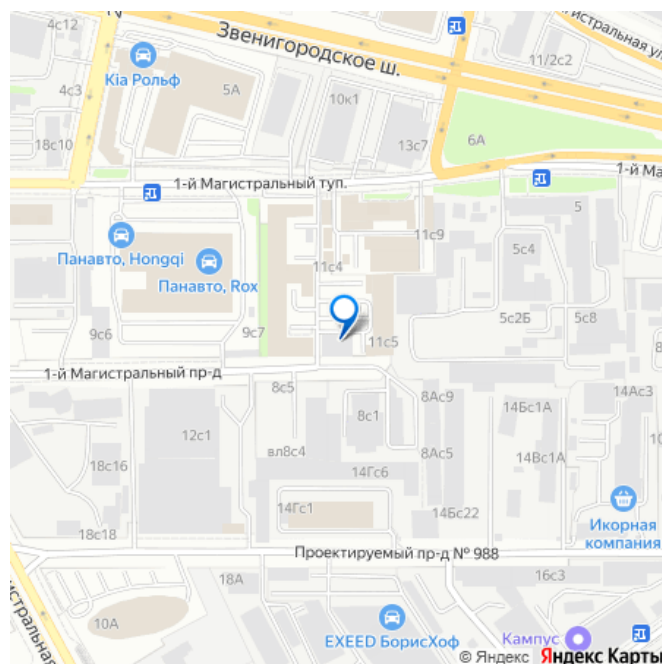 4с12
Звенигородское ш.
Kia Рольф
5А
11/2с2
4с3
10к1
18с10
13с7
6А
1-й Магистральный туп.
1-й Ма
5
11с9
5с4
Панавто, Hongqi
Панавто, Rox
11с4
5с2Б
5с8
9с6
9с7
11с5
1-й Магистральный пр-д
8с5
8Ас9
14Ас3
14Бс1А
8с1
12с1
вл8с4
8Ас5
14Вс1А
18с16
14Гс6
14Гс1
14Бс22
Икорная
компания
18с18
Проектируемый пр-д № 988
18А
16с3
10А
EXEED БорисХоф
Кампус
© Яндекс Яндекс Карты